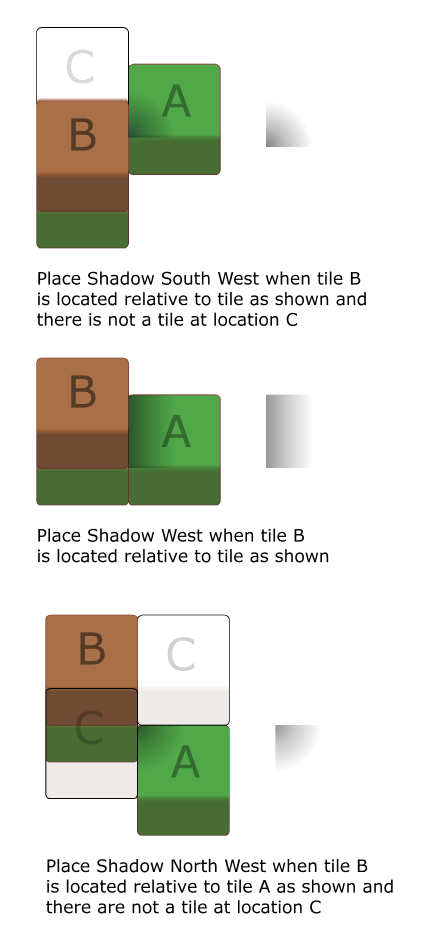 C
A
B
Place Shadow South West when tile B
is located relative to tile as shown and
there is not a tile at location C
B
A
Place Shadow West when tile B
is located relative to tile as shown
B
C
C
A
Place Shadow North West when tile B
is located relative to tile A as shown and
there are not a tile at location C